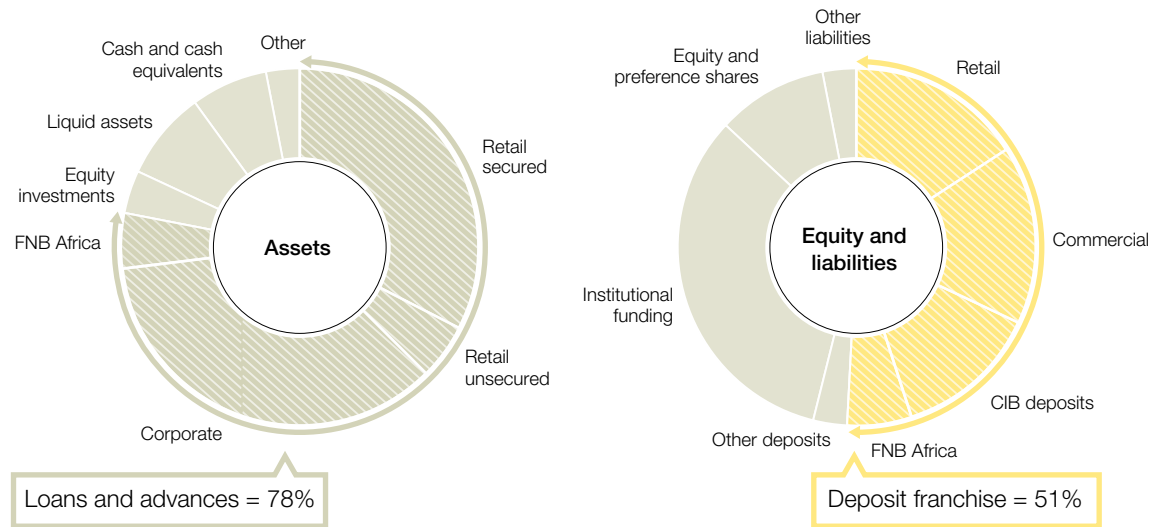 Other
Cash and cash
equivalents
Liquid assets
Equity
investments
FNB Africa
Assets
Retail
secured
Retail
unsecured
Corporate
Loans and advances = 78%
Other
liabilities
Equity and
preference shares
Retail
Commercial
Equity and
liabilities
Institutional
funding
CIB deposits
Other deposits
FNB Africa
Deposit franchise = 51%